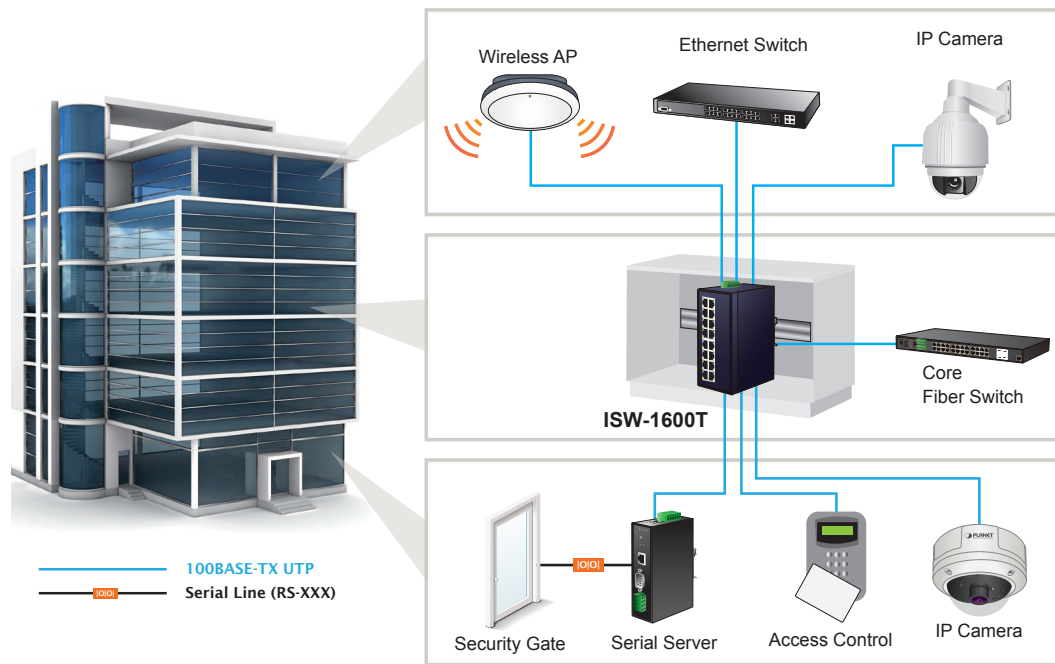 Wireless AP
Ethernet Switch
IP Camera
ISW-1600T
Core
Fiber Switch
100BASE-TX UTP
|O|O|
Serial Line (RS-XXX)
|O|O|
Security Gate
Serial Server
Access Control
PLANET
IP Camera